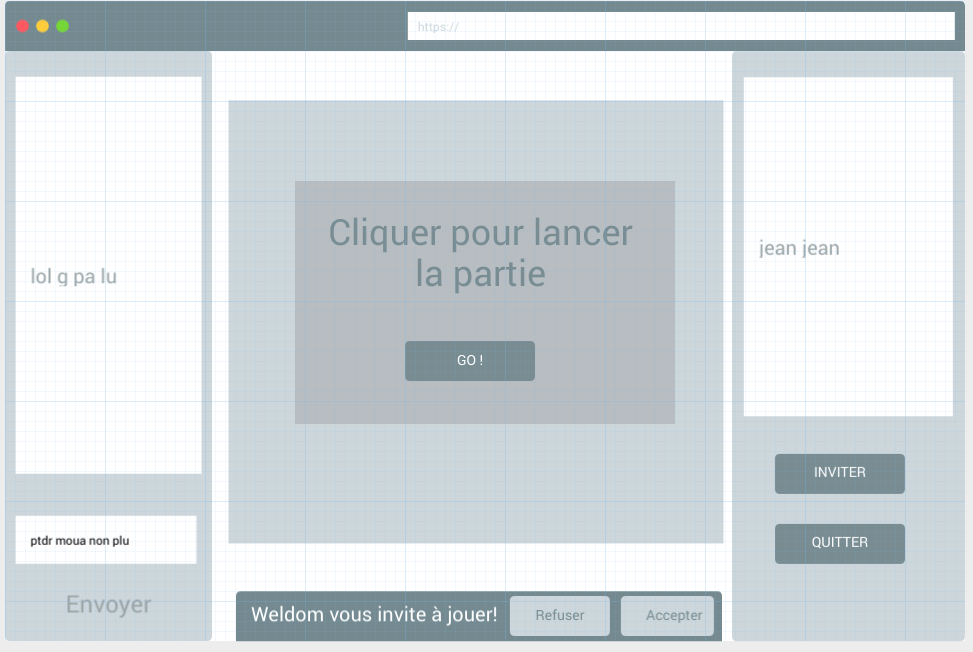 https://
lol g pa lu
ptdr moua non plu
Envoyer
Cliquer pour lancer
la partie
GO !
Weldom vous invite à jouer!
Refuser
Accepter
jean jean
INVITER
QUITTER